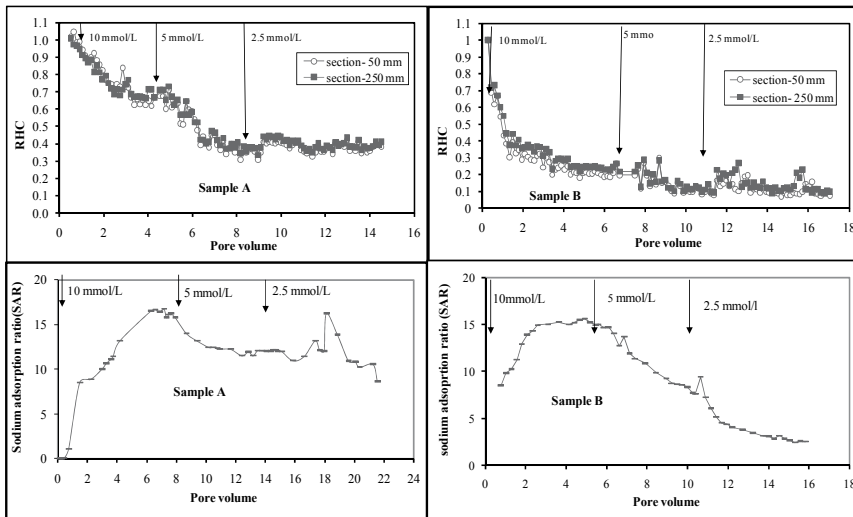 1.1
1.0
0.9
0.8
0.7
0.6
0.5
0.4
0.3
0.2
0.1
0.0
RHC
10 mmol/L
5 mmol/L
2.5 mmol/L
section- 50 mm
section-250 mm
Sample A
0 2 4 6 8 10 12 14 16
Pore volume
1.1
1
0.9
0.8
0.7
0.6
0.5
0.4
0.3
0.2
0.1
0
RHC
10 mmol/L
5 mmo
2.5 mmol/L
section-50 mm
section- 250 mm
Sample B
0 2 4 6 8 10 12 14 16 18
Pore volume
20
15
10
5
0
Sodium adsorption ratio(SAR)
10 mmol/L
5 mmol/L
2.5 mmol/L
Sample A
0 2 4 6 8 10 12 14 16 18 20 22 24
Pore volume
20
15
10
5
0
sodium adsoprtion ratio (SAR)
10mmol/L
5 mmol/L
2.5 mmol/l
Sample B
0 2 4 6 8 10 12 14 16 18
Pore volume